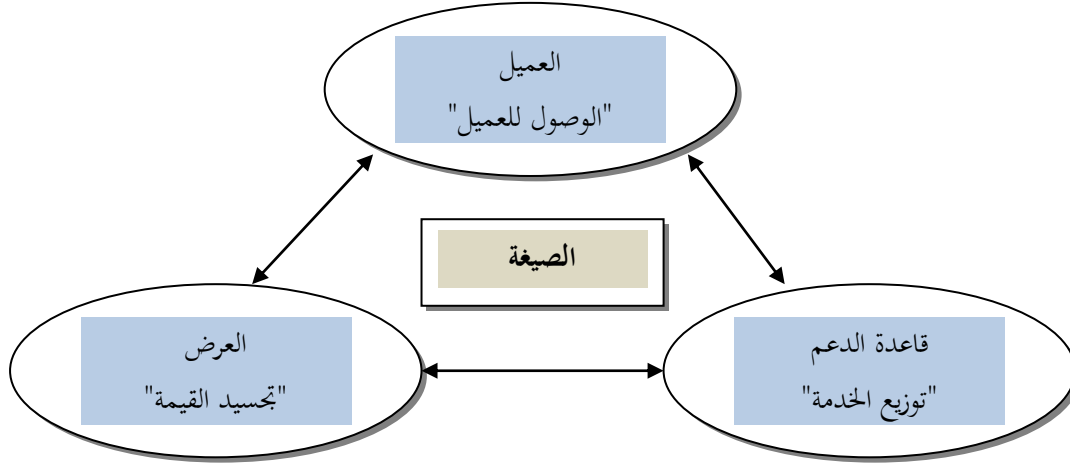 العميل
"الوصول للعميل"
الصيغة
قاعدة الدعم
"توزيع الخدمة"
العرض
"تجسيد القيمة"